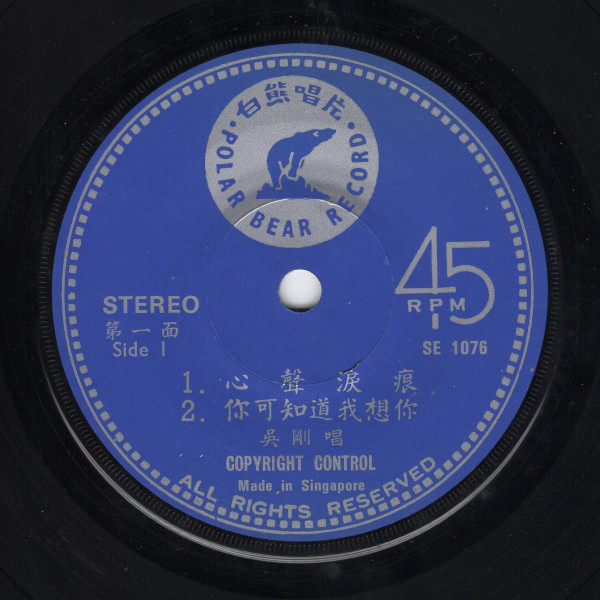 白熊唱片
POLAR BEAR RECORD
45
RPM
STEREO
第一面
Side 1
SE 1076
1. 心聲淚痕
2. 你可知道我想你
吳剛唱
COPYRIGHT CONTROL
Made in Singapore
ALL RIGHTS RESERVED